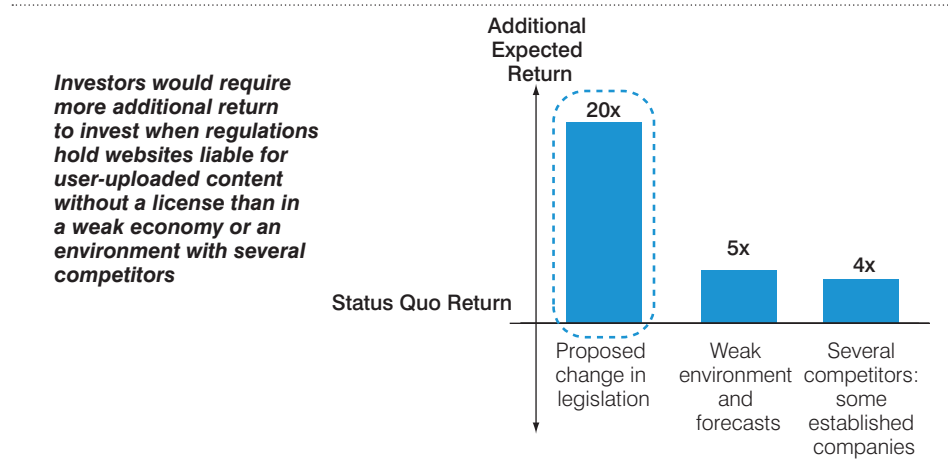 Investors would require
more additional return
to invest when regulations
hold websites liable for
user-uploaded content
without a license than in
a weak economy or an
environment with several
competitors
Additional
Expected
Return
20x
5x
4x
Status Quo Return
Proposed
change in
legislation
Weak
environment
and
forecasts
Several
competitors:
some
established
companies